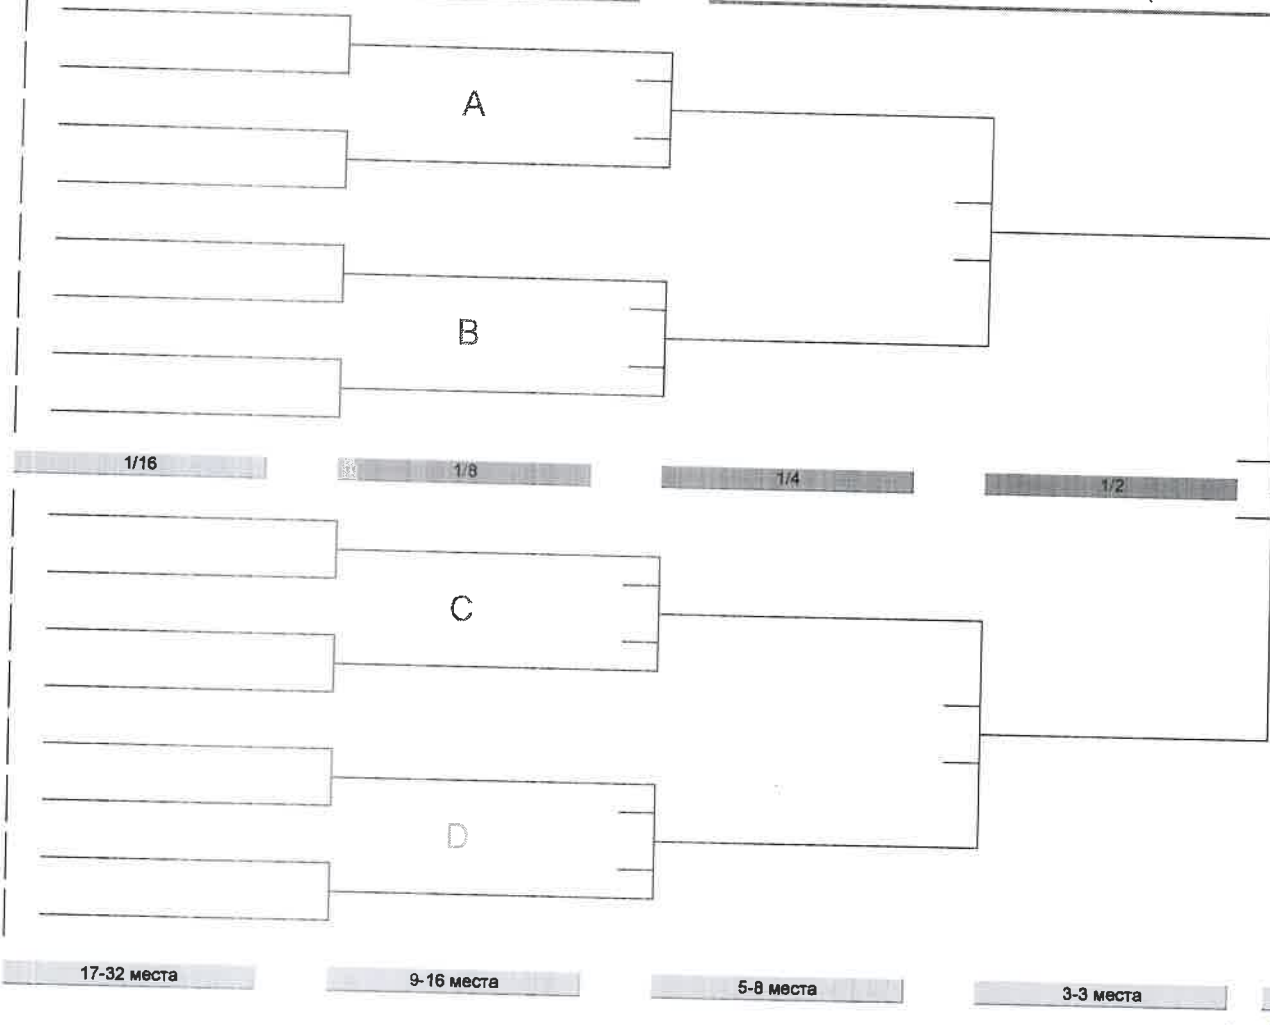 A
B
1/16
1/8
1/4
1/2
C
D
17-32 места
9-16 места
5-8 места
3-3 места